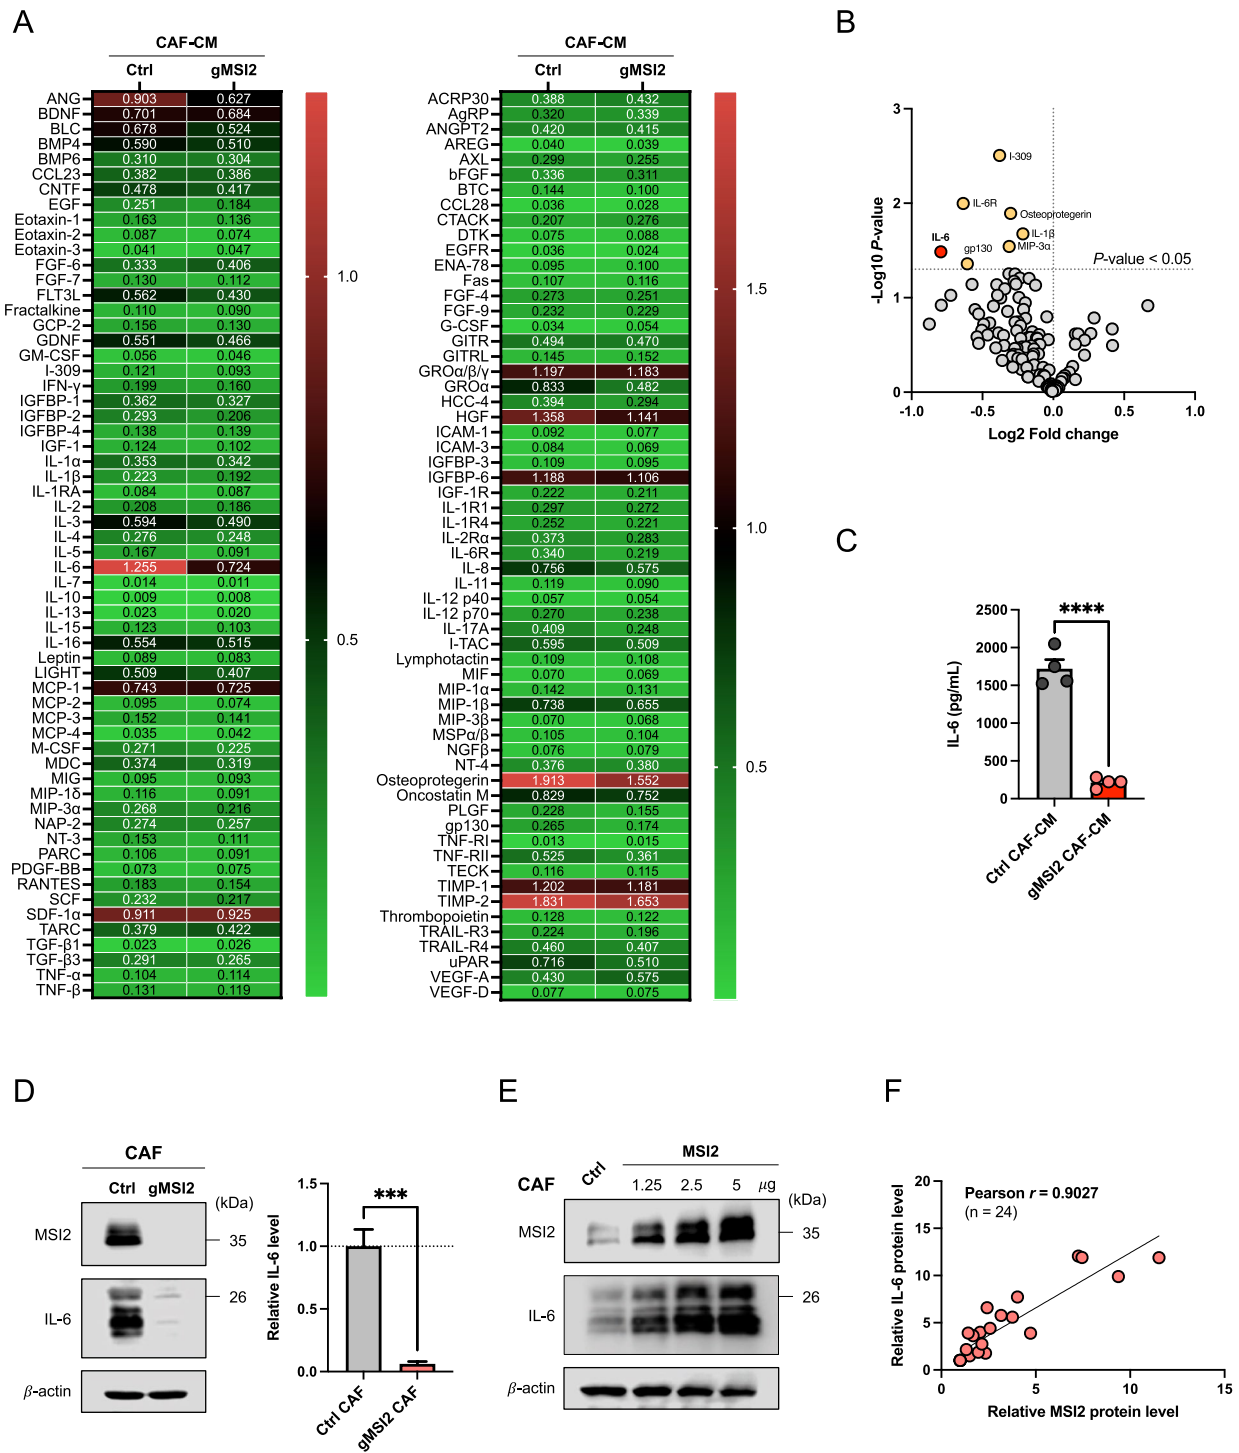 A
CAF-CM
Ctrl gMSI2
ANG 0.903 0.627
BDNF 0.701 0.684
BLC 0.678 0.524
BMP4 0.590 0.510
BMP6 0.310 0.304
CCL23 0.382 0.386
CNTF 0.478 0.417
EGF 0.251 0.184
Eotaxin-1 0.163 0.136
Eotaxin-2 0.087 0.074
Eotaxin-3 0.041 0.047
FGF-6 0.333 0.406
FGF-7 0.130 0.112
FLT3L 0.562 0.430
Fractalkine 0.110 0.090
GCP-2 0.156 0.130
GDNF 0.551 0.466
GM-CSF 0.056 0.046
I-309 0.121 0.093
IFN-γ 0.199 0.160
IGFBP-1 0.362 0.327
IGFBP-2 0.293 0.206
IGFBP-4 0.138 0.139
IGF-1 0.124 0.102
IL-1α 0.353 0.342
IL-1β 0.223 0.192
IL-1RA 0.084 0.087
IL-2 0.208 0.186
IL-3 0.594 0.490
IL-4 0.276 0.248
IL-5 0.167 0.091
IL-6 1.255 0.724
IL-7 0.014 0.011
IL-10 0.009 0.008
IL-13 0.023 0.020
IL-15 0.123 0.103
IL-16 0.554 0.515
Leptin 0.089 0.083
LIGHT 0.509 0.407
MCP-1 0.743 0.725
MCP-2 0.095 0.074
MCP-3 0.152 0.141
MCP-4 0.035 0.042
M-CSF 0.271 0.225
MDC 0.374 0.319
MIG 0.095 0.093
MIP-1δ 0.116 0.091
MIP-3α 0.268 0.216
NAP-2 0.274 0.257
NT-3 0.153 0.111
PARC 0.106 0.091
PDGF-BB 0.073 0.075
RANTES 0.183 0.154
SCF 0.232 0.217
SDF-1α 0.911 0.925
TARC 0.379 0.422
TGF-β1 0.023 0.026
TGF-β3 0.291 0.265
TNF-α 0.104 0.114
TNF-β 0.131 0.119
1.0
0.5
CAF-CM
Ctrl gMSI2
ACRP30 0.388 0.432
AgRP 0.320 0.339
ANGPT2 0.420 0.415
AREG 0.040 0.039
AXL 0.299 0.255
bFGF 0.336 0.311
BTC 0.144 0.100
CCL28 0.036 0.028
CTACK 0.207 0.276
DTK 0.075 0.088
EGFR 0.036 0.024
ENA-78 0.095 0.100
Fas 0.107 0.116
FGF-4 0.273 0.251
FGF-9 0.232 0.229
G-CSF 0.034 0.054
GITR 0.494 0.470
GITRL 0.145 0.152
GROα/β/γ 1.197 1.183
GROα 0.833 0.482
HCC-4 0.394 0.294
HGF 1.358 1.141
ICAM-1 0.092 0.077
ICAM-3 0.084 0.069
IGFBP-3 0.109 0.095
IGFBP-6 1.188 1.106
IGF-1R 0.222 0.211
IL-1R1 0.297 0.272
IL-1R4 0.252 0.221
IL-2Rα 0.373 0.283
IL-6R 0.340 0.219
IL-8 0.756 0.575
IL-11 0.119 0.090
IL-12 p40 0.057 0.054
IL-12 p70 0.270 0.238
IL-17A 0.409 0.248
I-TAC 0.595 0.509
Lymphotactin 0.109 0.108
MIF 0.070 0.069
MIP-1α 0.142 0.131
MIP-1β 0.738 0.655
MIP-3β 0.070 0.068
MSPα/β 0.105 0.104
NGFβ 0.076 0.079
NT-4 0.376 0.380
Osteoprotegerin 1.913 1.552
Oncostatin M 0.829 0.752
PLGF 0.228 0.155
gp130 0.265 0.174
TNF-RI 0.013 0.015
TNF-RII 0.525 0.361
TECK 0.116 0.115
TIMP-1 1.202 1.181
TIMP-2 1.831 1.653
Thrombopoietin 0.128 0.122
TRAIL-R3 0.224 0.196
TRAIL-R4 0.460 0.407
uPAR 0.716 0.510
VEGF-A 0.430 0.575
VEGF-D 0.077 0.075
1.5
1.0
0.5
B
-Log10 P-value
3
2
1
0
I-309
IL-6R
Osteoprotegerin
IL-1β
IL-6
gp130
MIP-3α
P-value < 0.05
-1.0 -0.5 0.0 0.5 1.0
Log2 Fold change
C
IL-6 (pg/mL)
2500
2000
1500
1000
500
0
****
Ctrl CAF-CM
gMSI2 CAF-CM
D
CAF
Ctrl gMSI2
(kDa)
MSI2
35
26
IL-6
β-actin
Relative IL-6 level
1.5
1.0
0.5
0.0
***
Ctrl CAF
gMSI2 CAF
E
MSI2
CAF Ctrl 1.25 2.5 5 μg
(kDa)
MSI2
35
26
IL-6
β-actin
F
Relative IL-6 protein level
20
15
10
5
0
Pearson r = 0.9027
(n = 24)
0 5 10 15
Relative MSI2 protein level